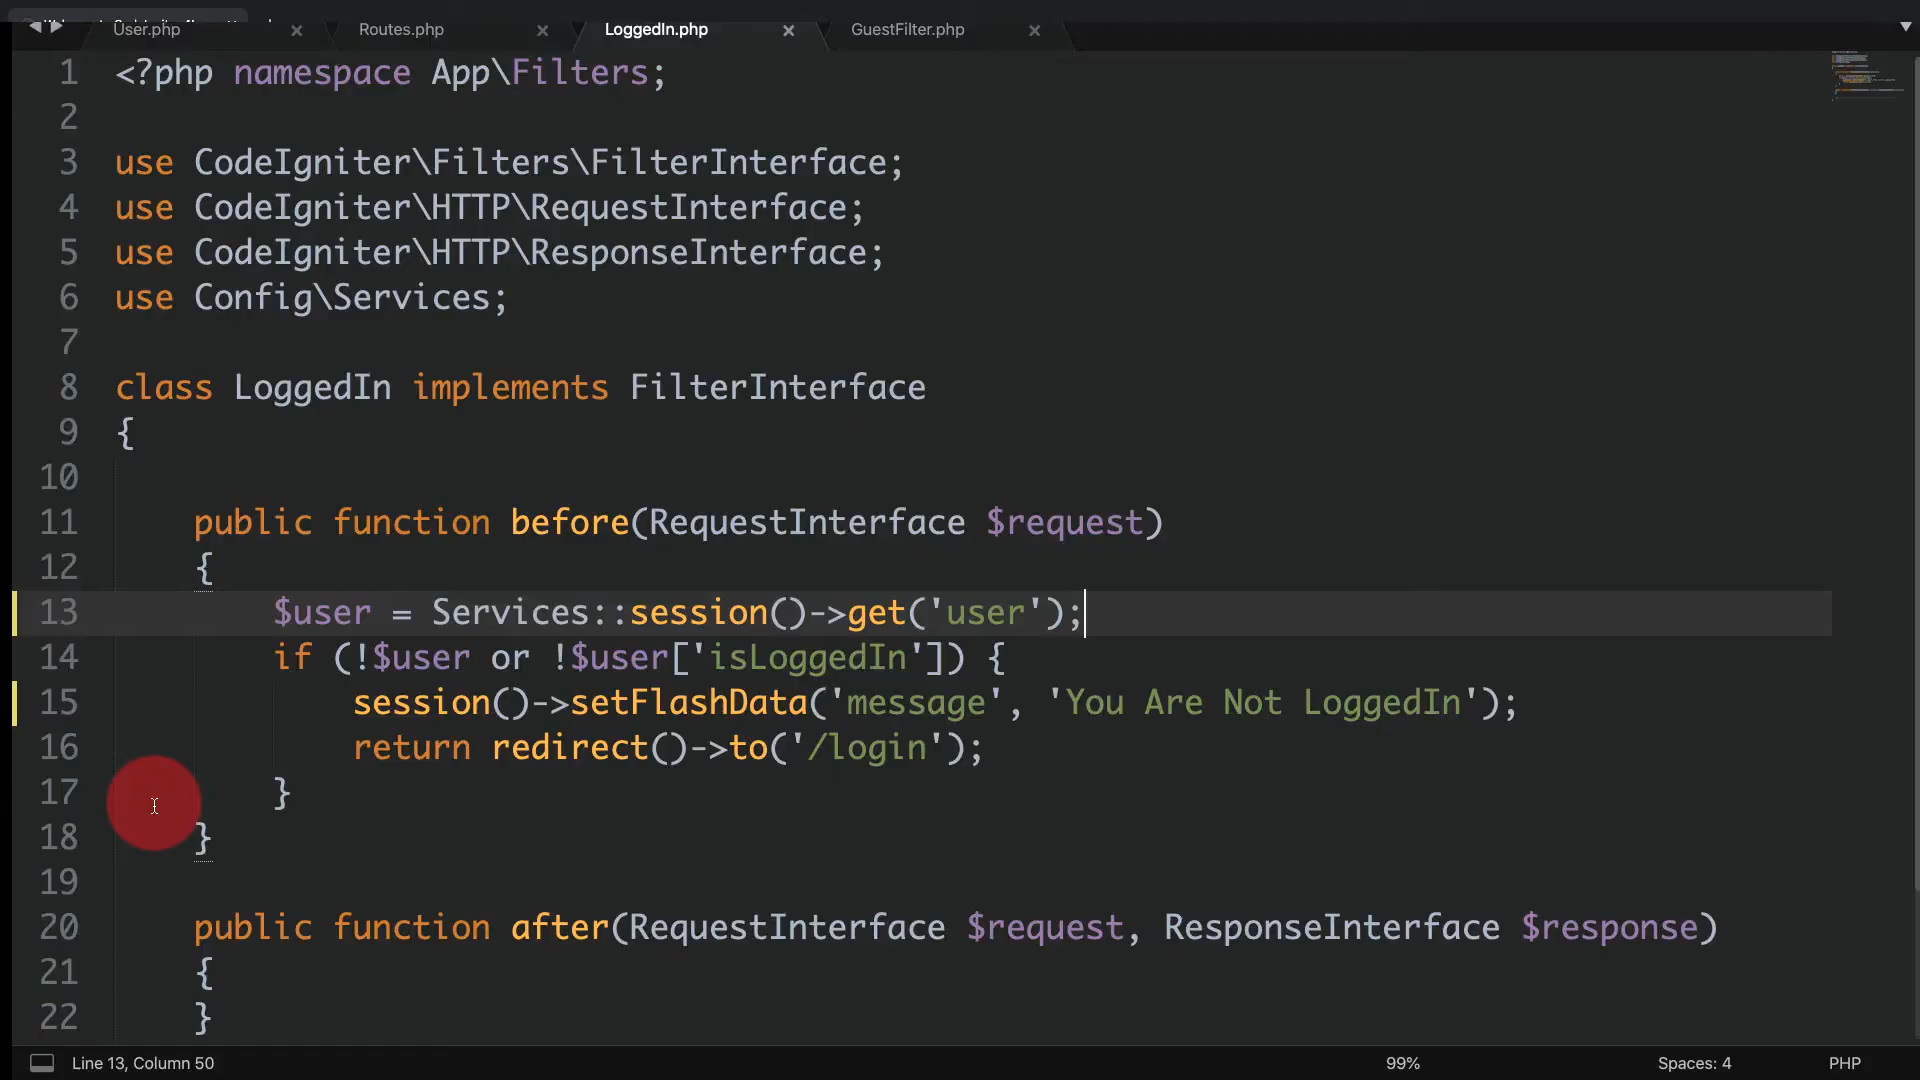 User.php
Routes.php
LoggedIn.php
GuestFilter.php
1 <?php namespace App\Filters;
2
3 use CodeIgniter\Filters\FilterInterface;
4 use CodeIgniter\HTTP\RequestInterface;
5 use CodeIgniter\HTTP\ResponseInterface;
6 use Config\Services;
7
8 class LoggedIn implements FilterInterface
9 {
10
11 public function before(RequestInterface $request)
12 {
13 $user = Services::session()->get('user');
14 if (!$user or !$user['isLoggedIn']) {
15 session()->setFlashData('message', 'You Are Not LoggedIn');
16 return redirect()->to('/login');
17 }
18 }
19
20 public function after(RequestInterface $request, ResponseInterface $response)
21 {
22 }
Line 13, Column 50
99%
Spaces: 4
PHP